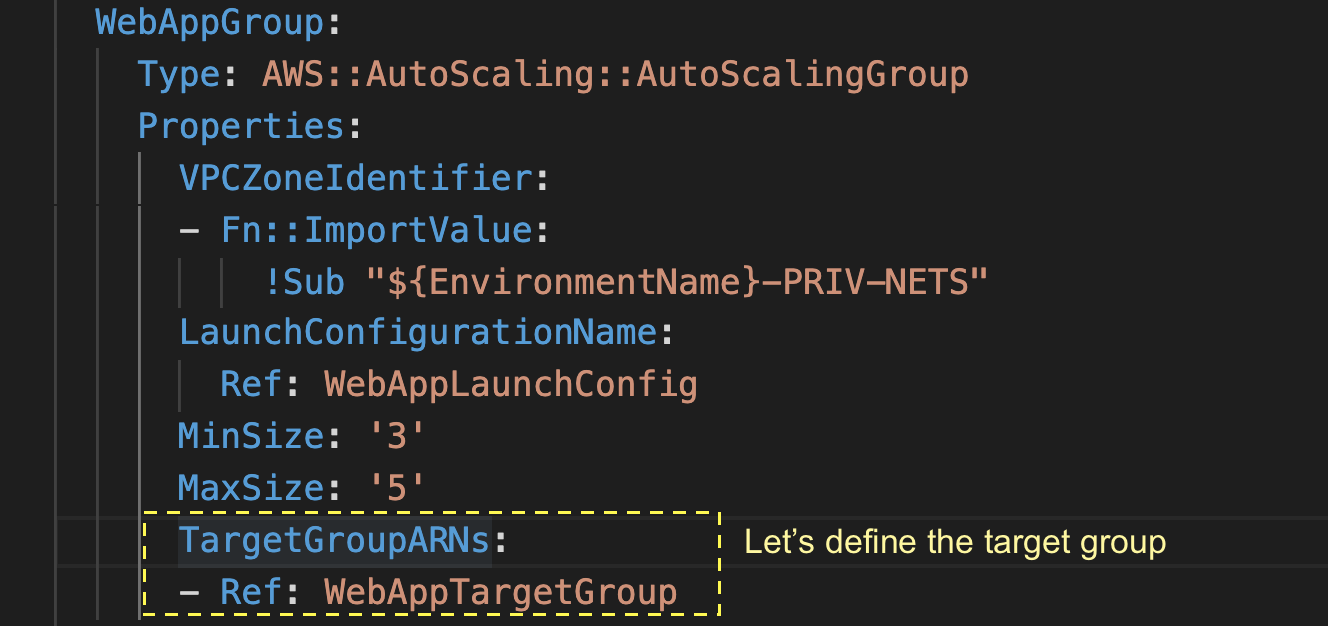 WebAppGroup:
Type: AWS::AutoScaling::AutoScalingGroup
Properties:
VPCZoneIdentifier:
- Fn::ImportValue:
!Sub "${EnvironmentName}-PRIV-NETS"
LaunchConfigurationName:
Ref: WebAppLaunchConfig
MinSize: '3'
MaxSize: '5'
TargetGroupARNs:
- Ref: WebAppTargetGroup
Let's define the target group